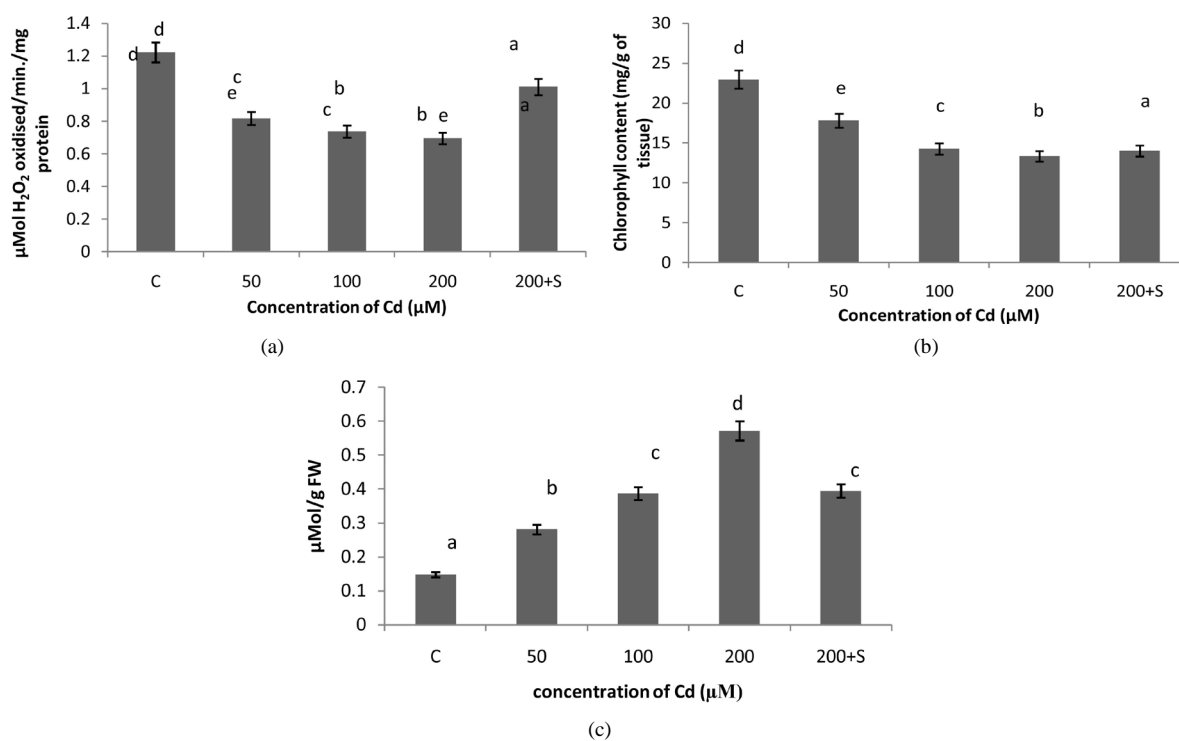 1.4
1.2
1
0.8
0.6
0.4
0.2
0
µMol H₂O₂ oxidised/min./mg
protein
d
d
c
e
b
c
b e
a
a
C 50 100 200 200+S
Concentration of Cd (µM)
(a)
30
25
20
15
10
5
0
Chlorophyll content (mg/g of
tissue)
d
e
c
b
a
C 50 100 200 200+S
Concentration of Cd (µM)
(b)
0.7
0.6
0.5
0.4
0.3
0.2
0.1
0
µMol/g FW
a
b
c
d
c
C 50 100 200 200+S
concentration of Cd (µM)
(c)